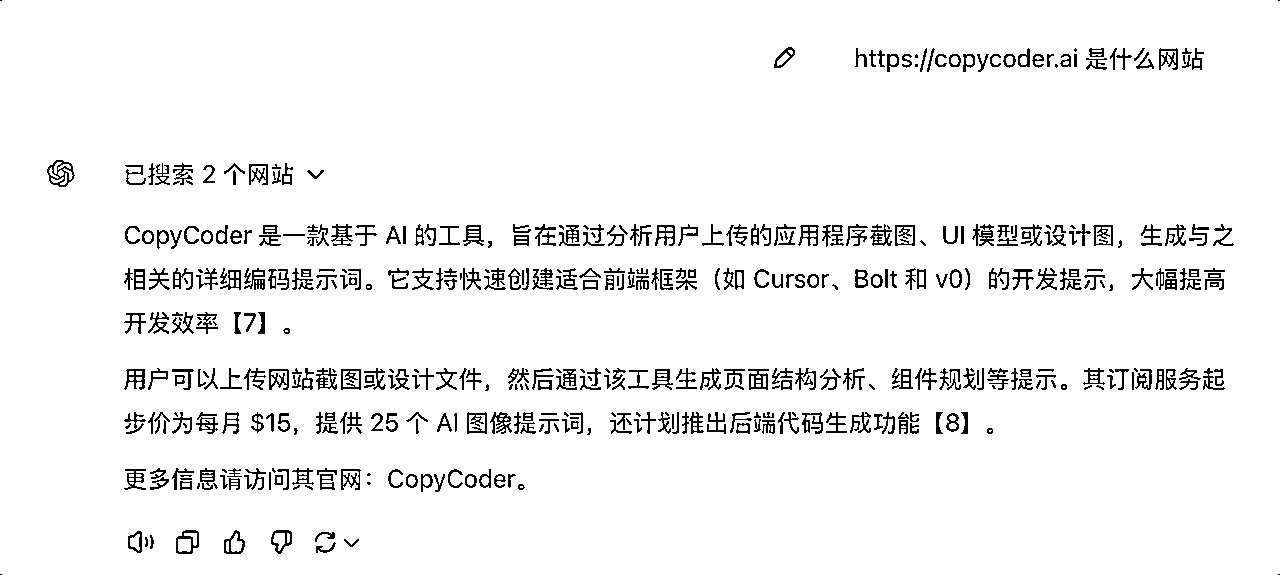 https://copycoder.ai 是什么网站
已搜索 2 个网站
CopyCoder 是一款基于 AI 的工具，旨在通过分析用户上传的应用程序截图、UI 模型或设计图，生成与之
相关的详细编码提示词。它支持快速创建适合前端框架（如 Cursor、Bolt 和 v0）的开发提示，大幅提高
开发效率【7】。
用户可以上传网站截图或设计文件，然后通过该工具生成页面结构分析、组件规划等提示。其订阅服务起
步价为每月 $15，提供 25 个 AI 图像提示词，还计划推出后端代码生成功能【8】。
更多信息请访问其官网：CopyCoder。